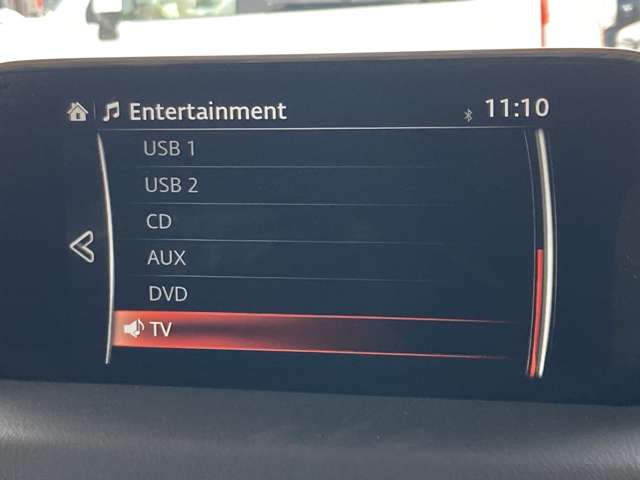 Entertainment 11:10
USB 1
USB 2
CD
AUX
DVD
TV